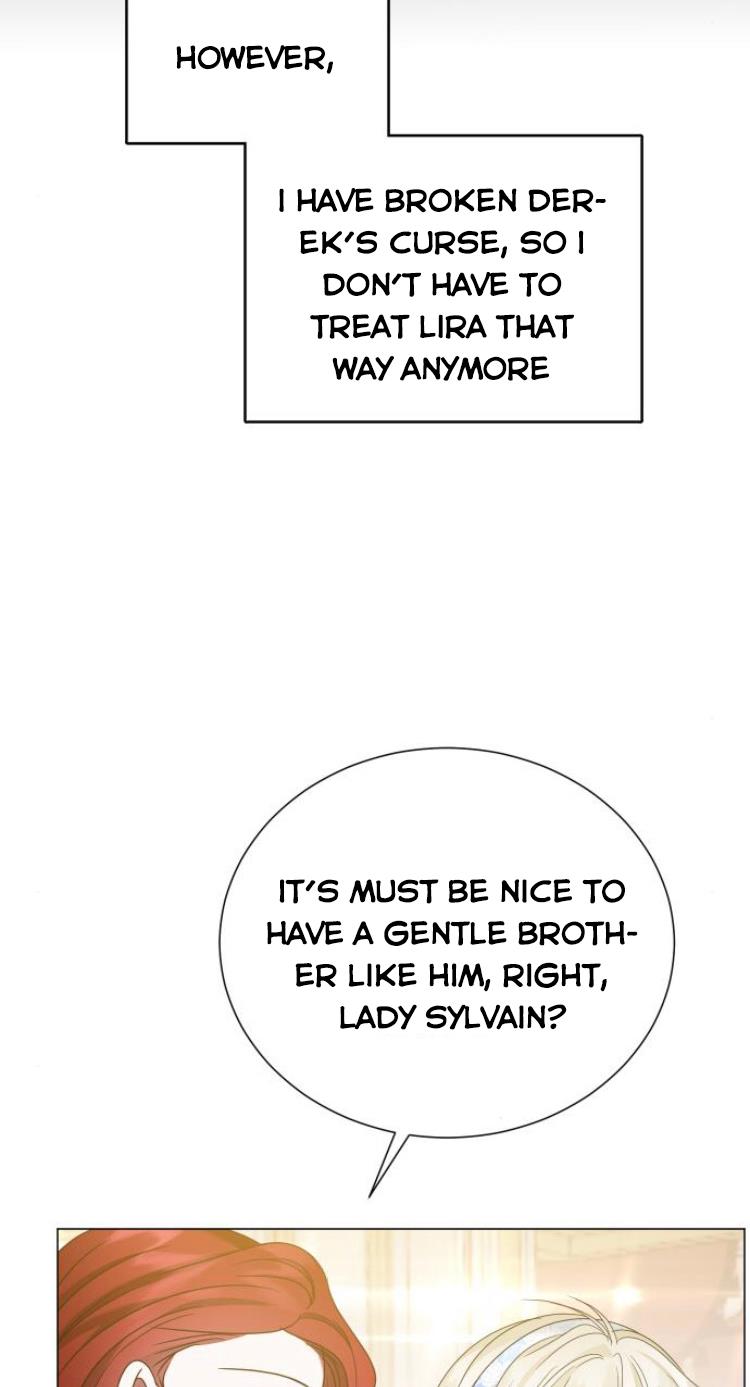 HOWEVER,
I HAVE BROKEN DER-
EK'S CURSE, SO I
DON'T HAVE TO
TREAT LIRA THAT
WAY ANYMORE
IT'S MUST BE NICE TO
HAVE A GENTLE BROTH-
ER LIKE HIM, RIGHT,
LADY SYLVAIN?